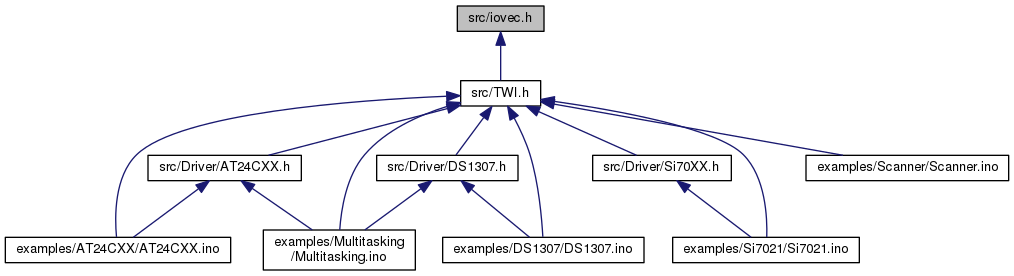 src/iovec.h
src/TWI.h
src/Driver/AT24CXX.h
src/Driver/DS1307.h
src/Driver/Si70XX.h
examples/Scanner/Scanner.ino
examples/AT24CXX/AT24CXX.ino
examples/Multitasking
/Multitasking.ino
examples/DS1307/DS1307.ino
examples/Si7021/Si7021.ino